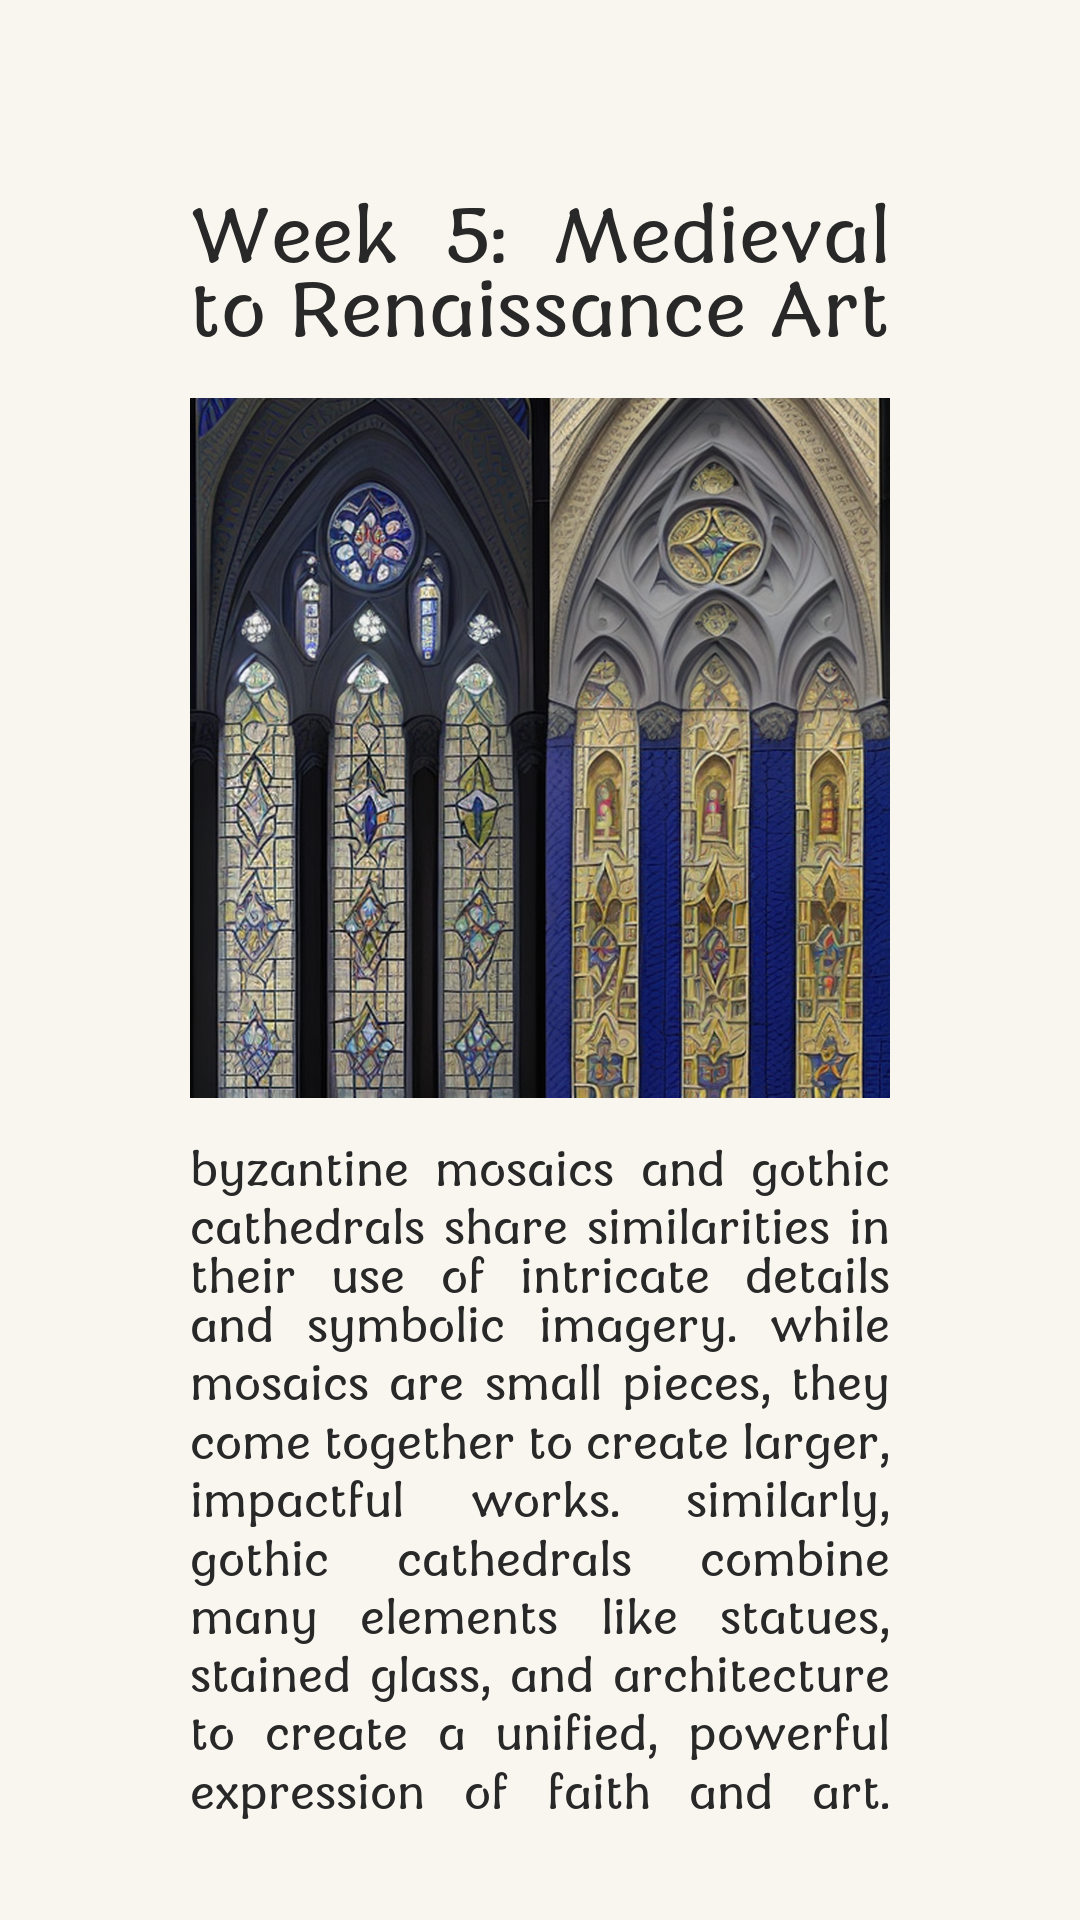 Week 5: Medieval
to Renaissance Art
byzantine mosaics and gothic
cathedrals share similarities in
their use of intricate details
and symbolic imagery. while
mosaics are small pieces, they
come together to create larger,
impactful works. similarly,
gothic cathedrals combine
many elements like statues,
stained glass, and architecture
to create a unified, powerful
expression of faith and art.